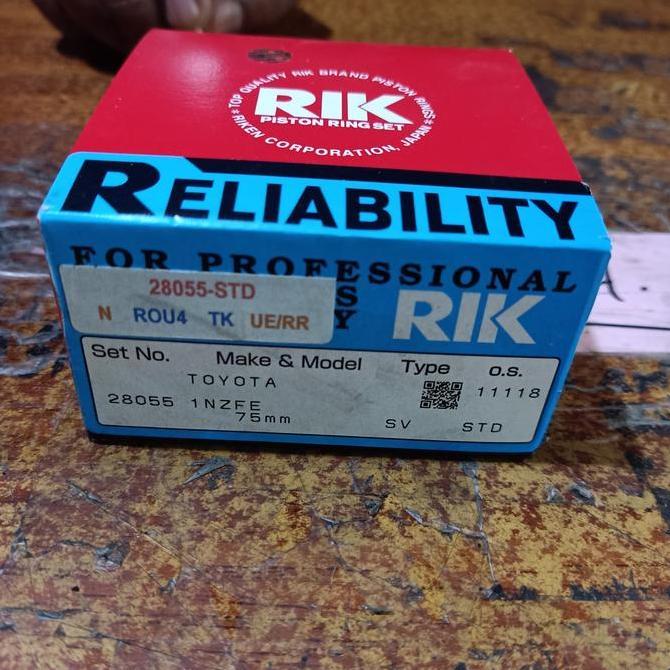 * TOP QUALITY RIK BRAND PISTON RINGS *
RIK
PISTON RING SET
RIKEN CORPORATION, JAPAN
RELIABILITY
FOR PROFESSIONAL
28055-STD
S
N ROU4 TK UE/RR
Y
RIK
Set No. Make & Model Type o.s.
TOYOTA
11118
28055 1NZFE
75mm
SV STD